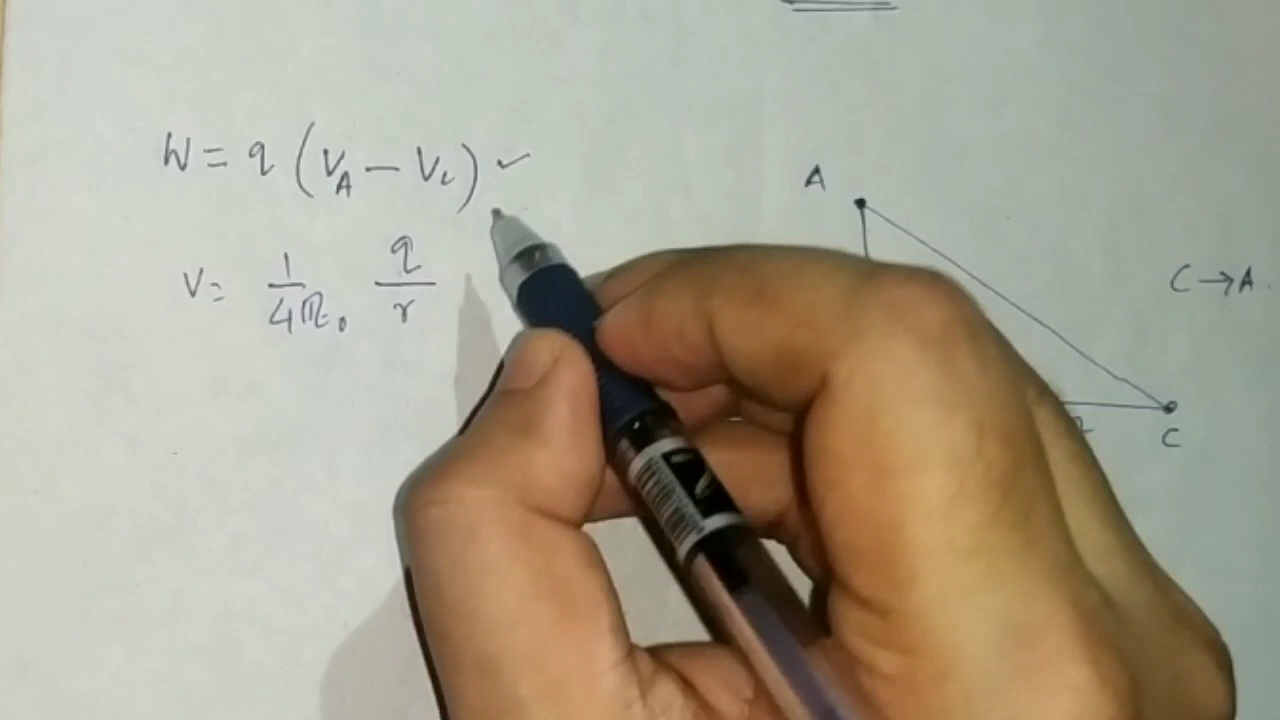 W = q (V_A − V_C) ✓
V = 1/4πε₀ q/r
A
C → A.
C